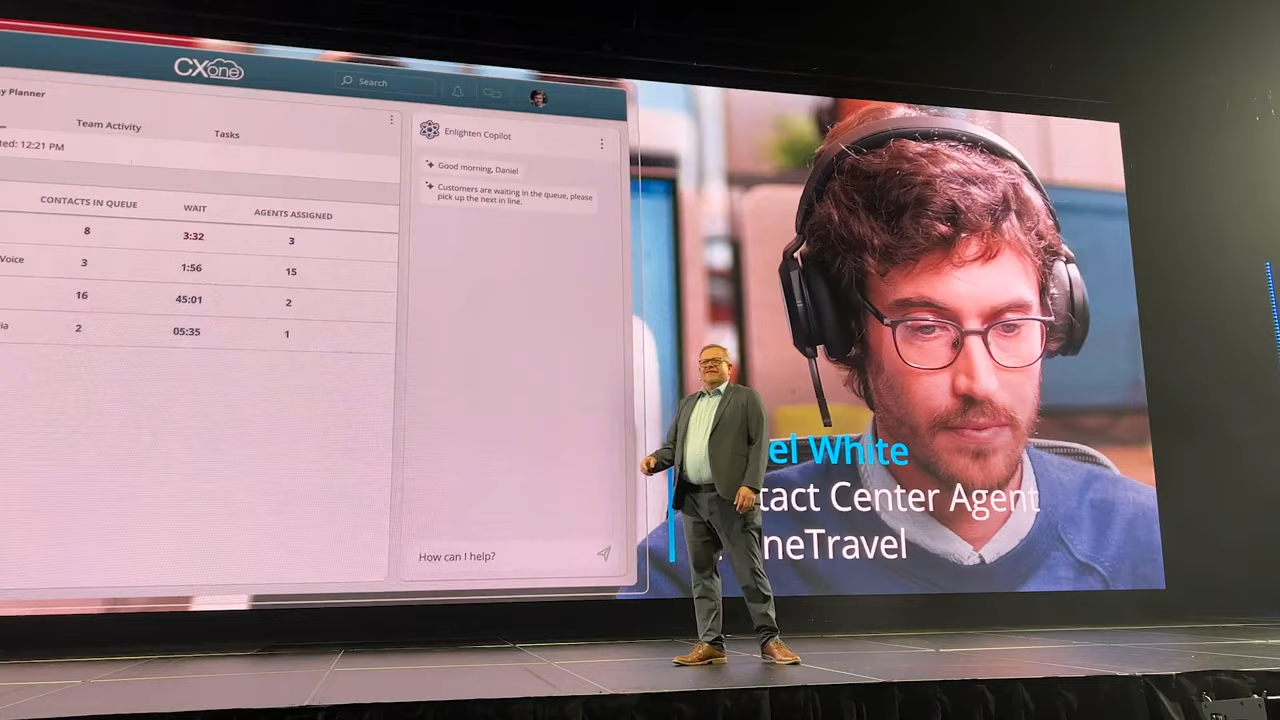 CXone
Search
y Planner
Team Activity
Tasks
ted: 12:21 PM
CONTACTS IN QUEUE WAIT AGENTS ASSIGNED
8 3:32 3
Voice 3 1:56 15
16 45:01 2
ia 2 05:35 1
Enlighten Copilot
Good morning, Daniel
Customers are waiting in the queue, please
pick up the next in line.
How can I help?
el White
tact Center Agent
neTravel